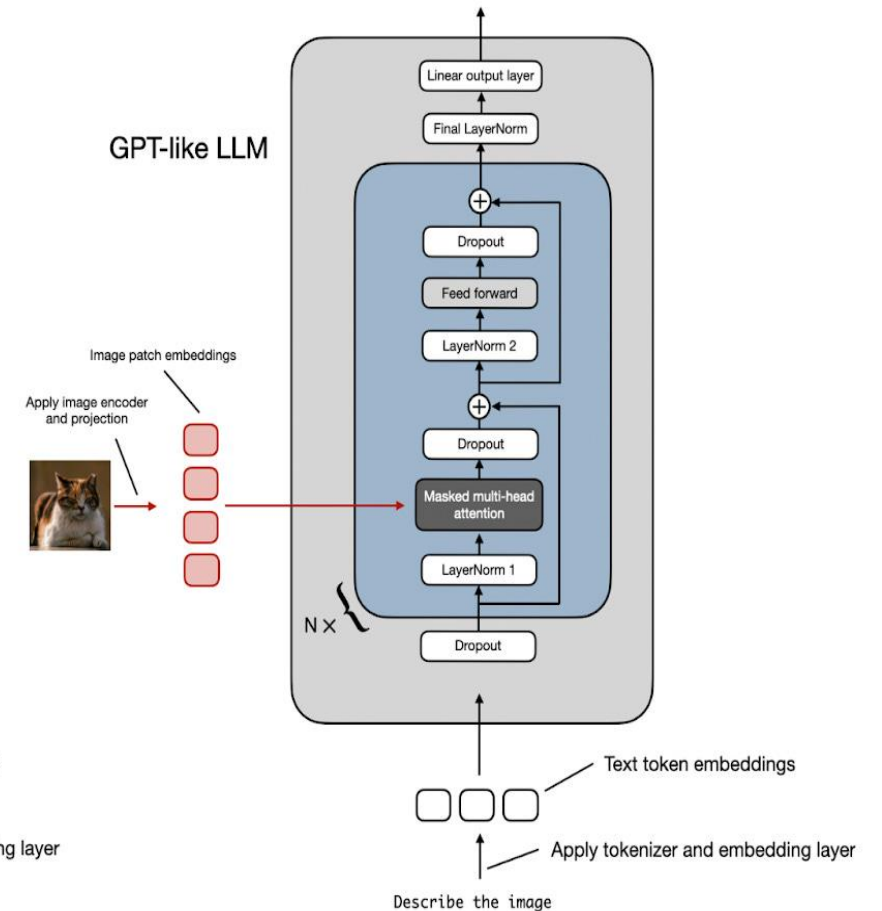 Linear output layer
Final LayerNorm
GPT-like LLM
+
Dropout
Feed forward
LayerNorm 2
Image patch embeddings
Apply image encoder
and projection
+
Dropout
Masked multi-head
attention
LayerNorm 1
N ×
Dropout
Text token embeddings
ng layer
Apply tokenizer and embedding layer
Describe the image